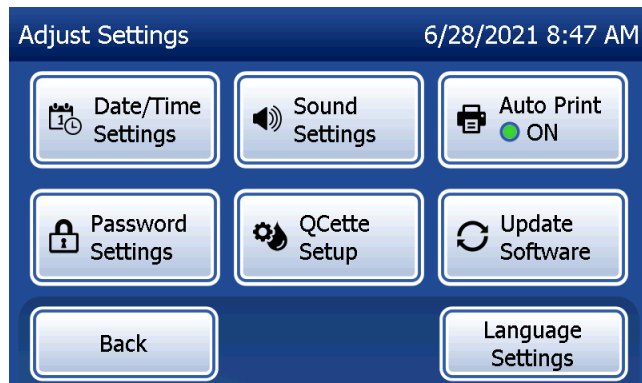 Adjust Settings 6/28/2021 8:47 AM
Date/Time
Settings
Sound
Settings
Auto Print
ON
Password
Settings
QCette
Setup
Update
Software
Back
Language
Settings